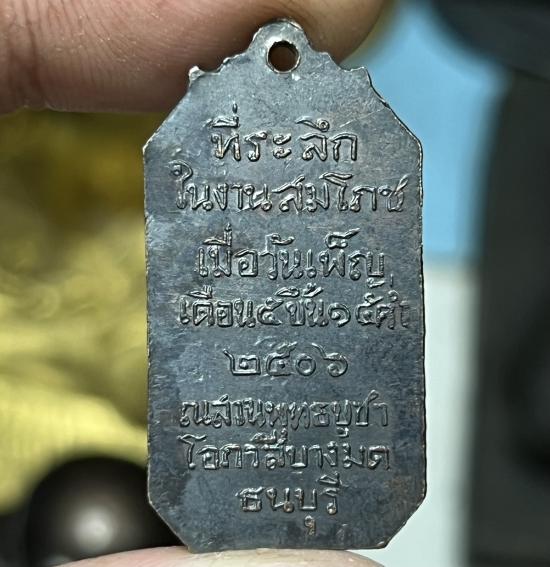 ที่ระลึก
ในงานสมโภช
เมื่อวันเพ็ญ
เดือน๕ขึ้น๑๕ค่ำ
๒๕๐๖
ณสวนพุทธบูชา
โอภาสีบางมด
ธนบุรี